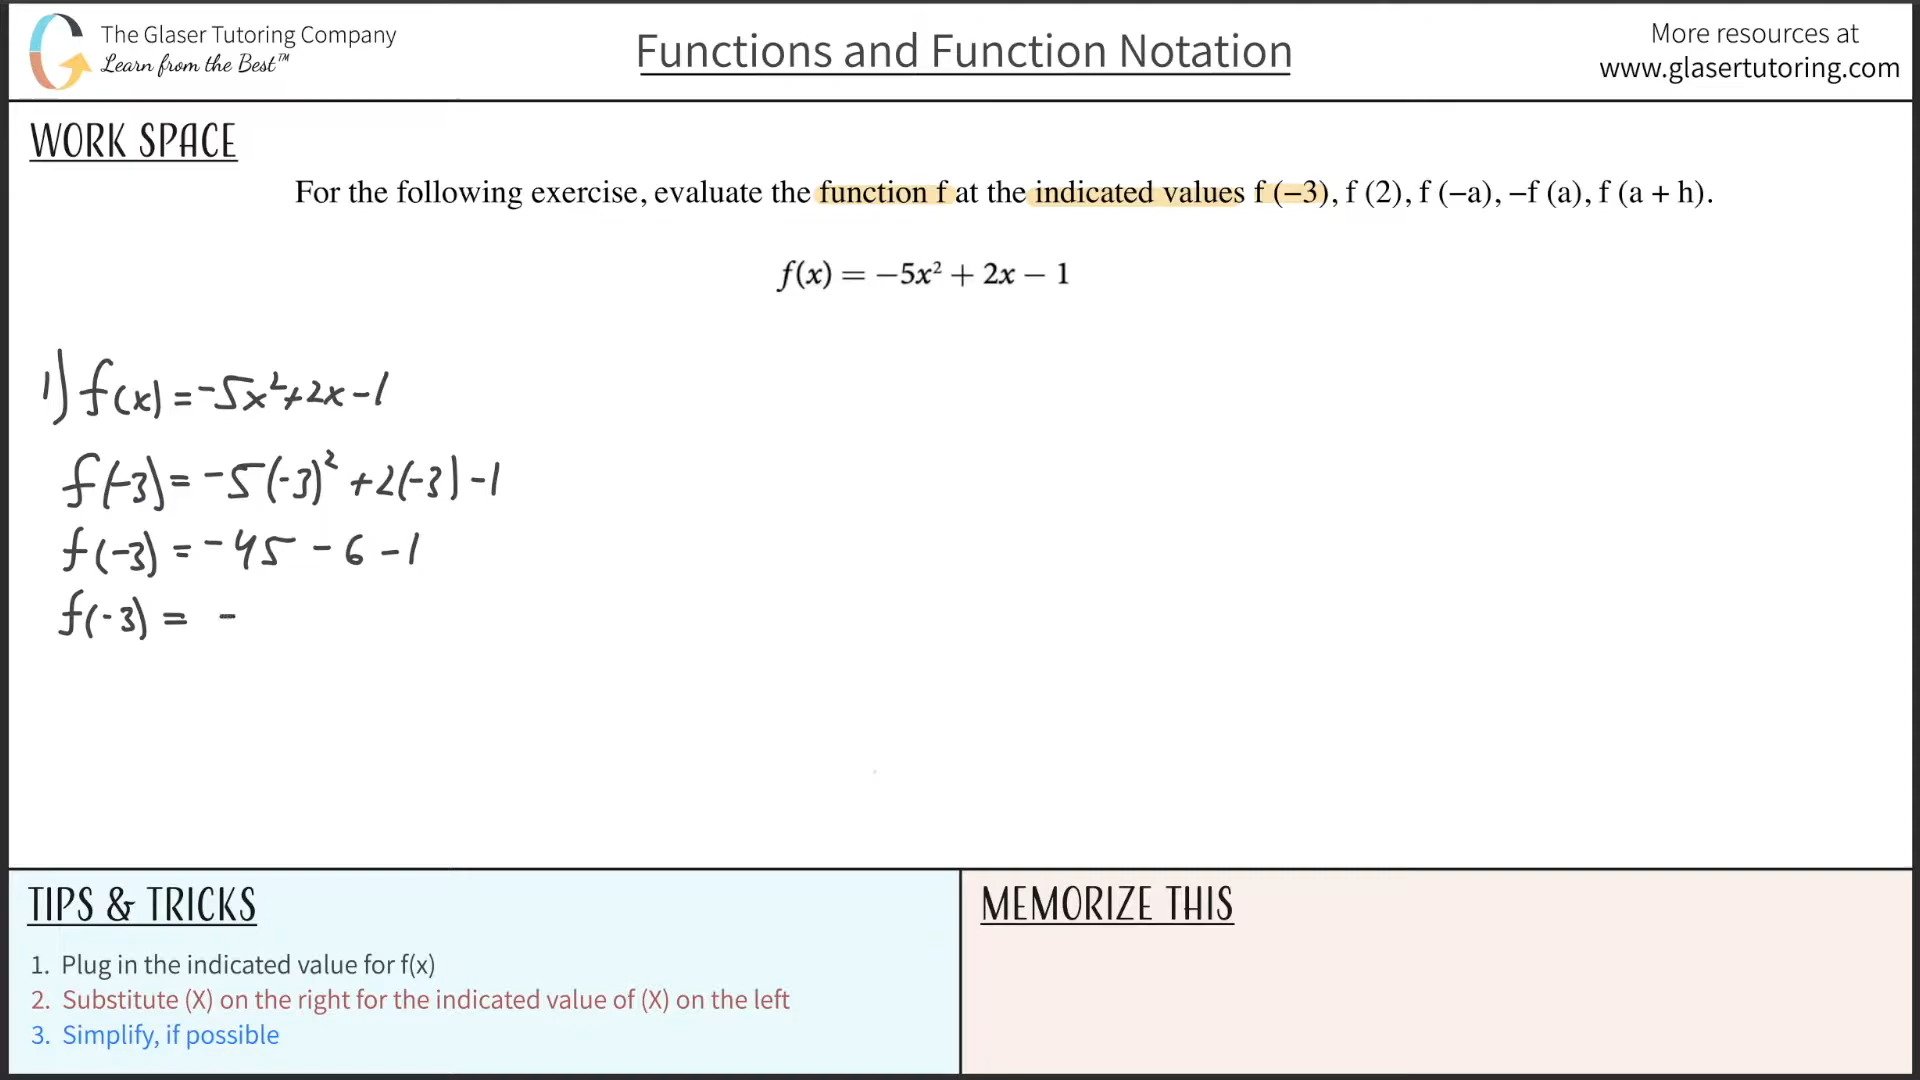 The Glaser Tutoring Company
Learn from the Best™
Functions and Function Notation
More resources at
www.glasertutoring.com
WORK SPACE
For the following exercise, evaluate the function f at the indicated values f (−3), f (2), f (−a), −f (a), f (a + h).
f(x) = −5x² + 2x − 1
1) f(x) = -5x²+2x-1
f(-3) = -5(-3)² +2(-3) -1
f(-3) = -45 -6 -1
f(-3) = -
TIPS & TRICKS
1. Plug in the indicated value for f(x)
2. Substitute (X) on the right for the indicated value of (X) on the left
3. Simplify, if possible
MEMORIZE THIS